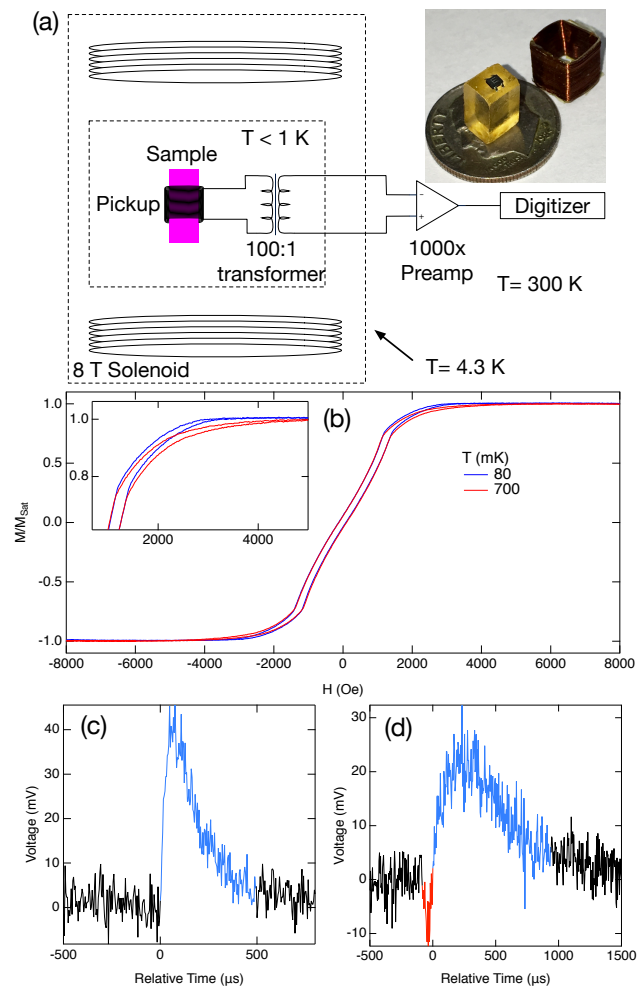 (a)
T < 1 K
Sample
Pickup
100:1
transformer
−
+
1000x
Preamp
Digitizer
T= 300 K
8 T Solenoid
T= 4.3 K
LIBERTY
(b)
M/M_Sat
1.0
0.5
0.0
-0.5
-1.0
1.0
0.8
2000
4000
T (mK)
80
700
-8000
-6000
-4000
-2000
0
2000
4000
6000
8000
H (Oe)
(c)
Voltage (mV)
40
30
20
10
0
-500
0
500
Relative Time (μs)
(d)
Voltage (mV)
30
20
10
0
-10
-500
0
500
1000
1500
Relative Time (μs)